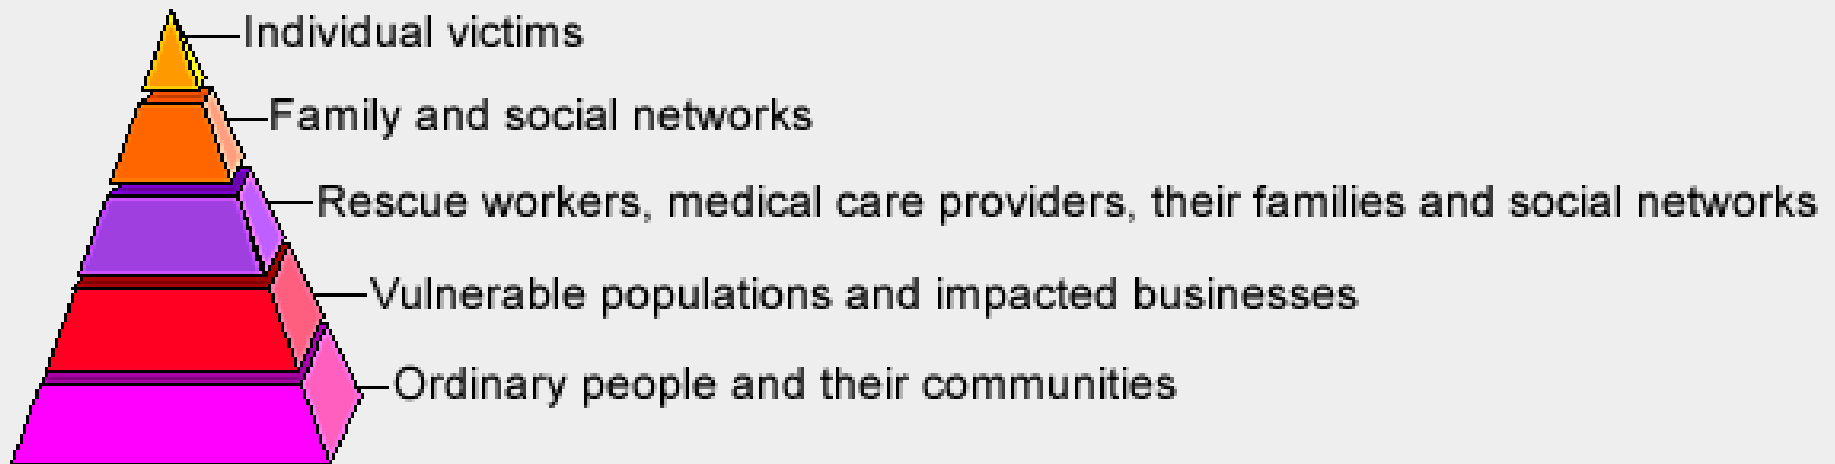 Individual victims
Family and social networks
Rescue workers, medical care providers, their families and social networks
Vulnerable populations and impacted businesses
Ordinary people and their communities